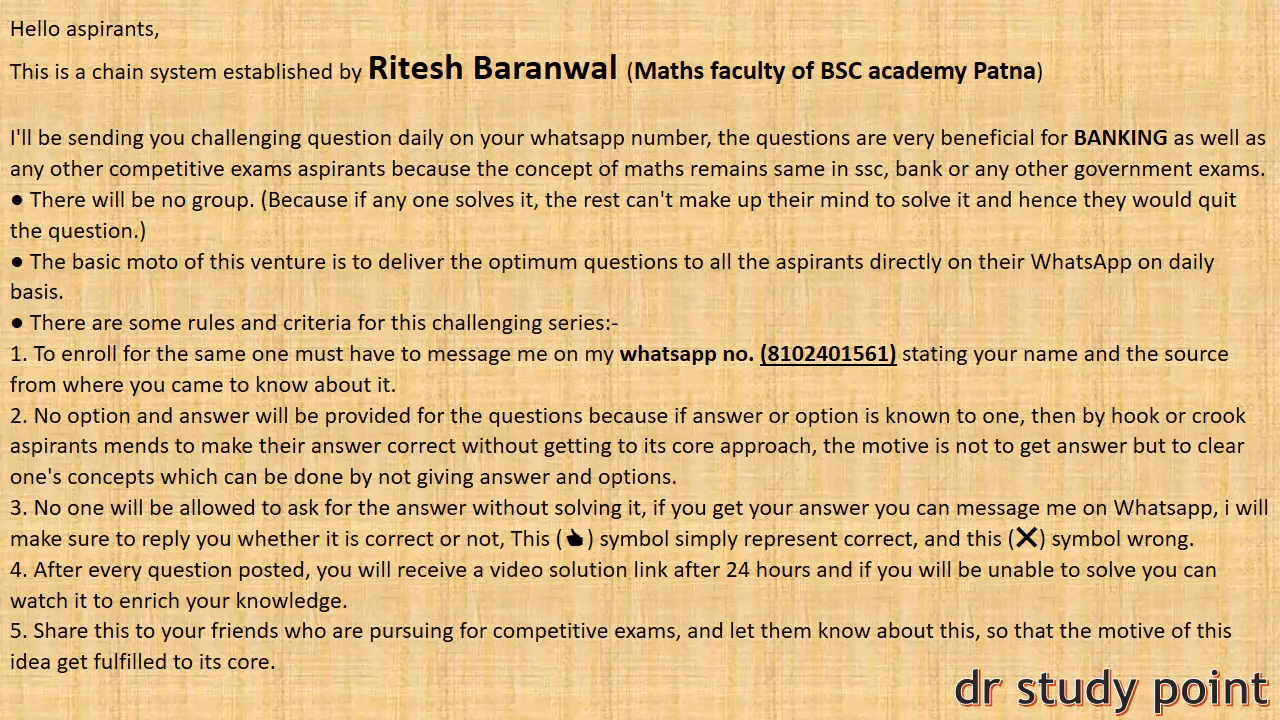 Hello aspirants,
This is a chain system established by Ritesh Baranwal (Maths faculty of BSC academy Patna)
I'll be sending you challenging question daily on your whatsapp number, the questions are very beneficial for BANKING as well as
any other competitive exams aspirants because the concept of maths remains same in ssc, bank or any other government exams.
● There will be no group. (Because if any one solves it, the rest can't make up their mind to solve it and hence they would quit
the question.)
● The basic moto of this venture is to deliver the optimum questions to all the aspirants directly on their WhatsApp on daily
basis.
● There are some rules and criteria for this challenging series:-
1. To enroll for the same one must have to message me on my whatsapp no. (8102401561) stating your name and the source
from where you came to know about it.
2. No option and answer will be provided for the questions because if answer or option is known to one, then by hook or crook
aspirants mends to make their answer correct without getting to its core approach, the motive is not to get answer but to clear
one's concepts which can be done by not giving answer and options.
3. No one will be allowed to ask for the answer without solving it, if you get your answer you can message me on Whatsapp, i will
make sure to reply you whether it is correct or not, This (👍) symbol simply represent correct, and this (❌) symbol wrong.
4. After every question posted, you will receive a video solution link after 24 hours and if you will be unable to solve you can
watch it to enrich your knowledge.
5. Share this to your friends who are pursuing for competitive exams, and let them know about this, so that the motive of this
idea get fulfilled to its core.
dr study point